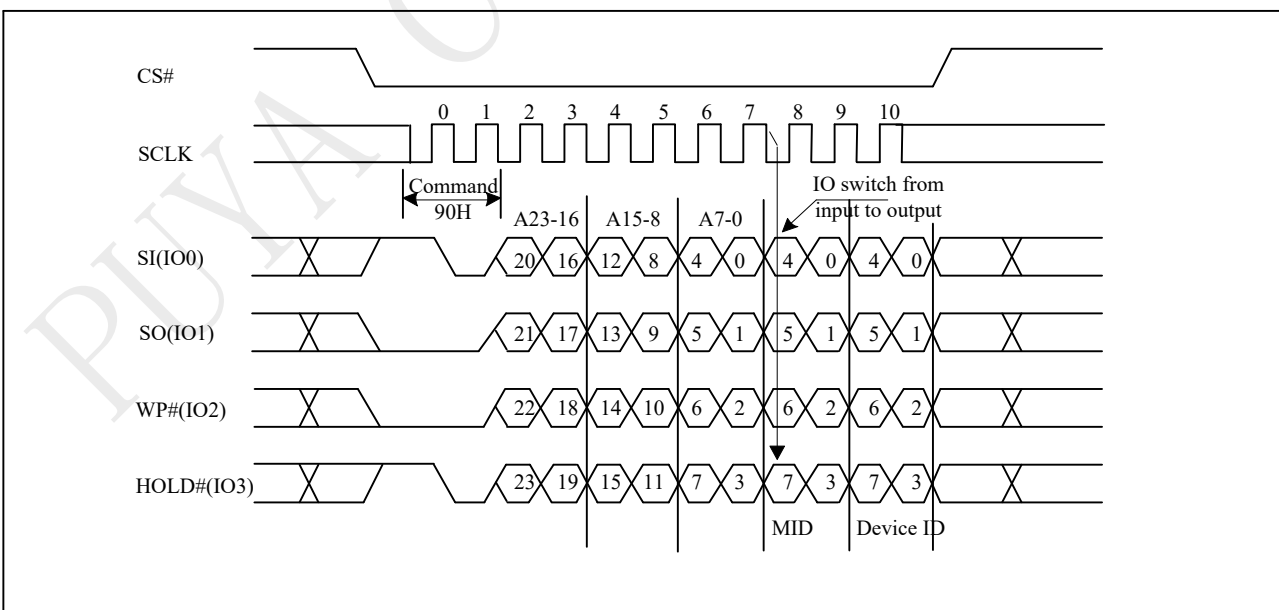 PUYA
CS#
0 1 2 3 4 5 6 7 8 9 10
SCLK
Command
90H
IO switch from
input to output
A23-16 A15-8 A7-0
SI(IO0) 20 16 12 8 4 0 4 0 4 0
SO(IO1) 21 17 13 9 5 1 5 1 5 1
WP#(IO2) 22 18 14 10 6 2 6 2 6 2
HOLD#(IO3) 23 19 15 11 7 3 7 3 7 3
MID Device ID